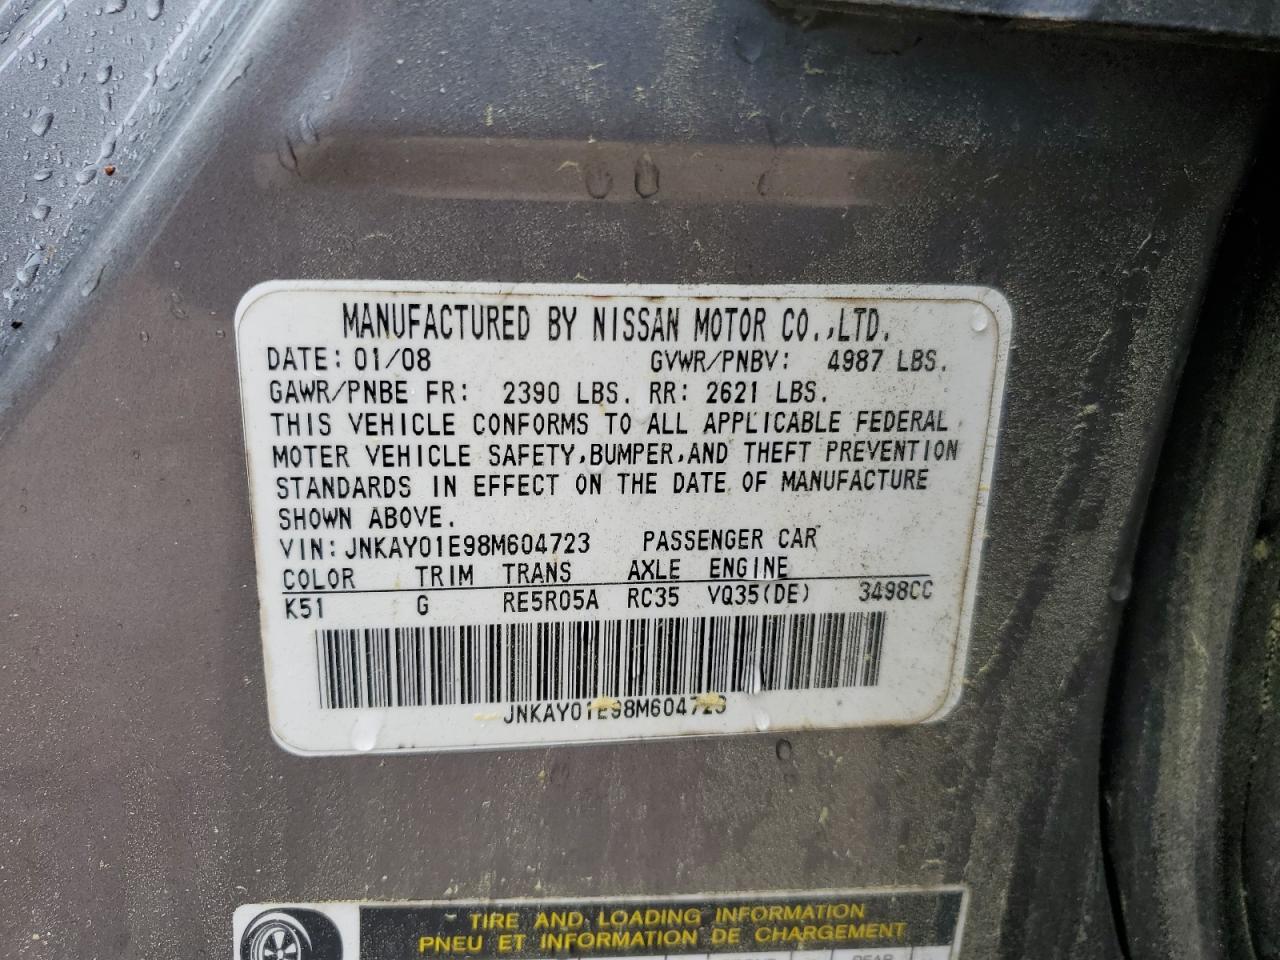 MANUFACTURED BY NISSAN MOTOR CO.,LTD.
DATE: 01/08 GVWR/PNBV: 4987 LBS.
GAWR/PNBE FR: 2390 LBS. RR: 2621 LBS.
THIS VEHICLE CONFORMS TO ALL APPLICABLE FEDERAL
MOTER VEHICLE SAFETY,BUMPER,AND THEFT PREVENTION
STANDARDS IN EFFECT ON THE DATE OF MANUFACTURE
SHOWN ABOVE.
VIN: JNKAY01E98M604723 PASSENGER CAR
COLOR TRIM TRANS AXLE ENGINE
K51 G RE5R05A RC35 VQ35(DE) 3498CC
JNKAY01E98M604723
TIRE AND LOADING INFORMATION
PNEU ET INFORMATION DE CHARGEMENT
REAR